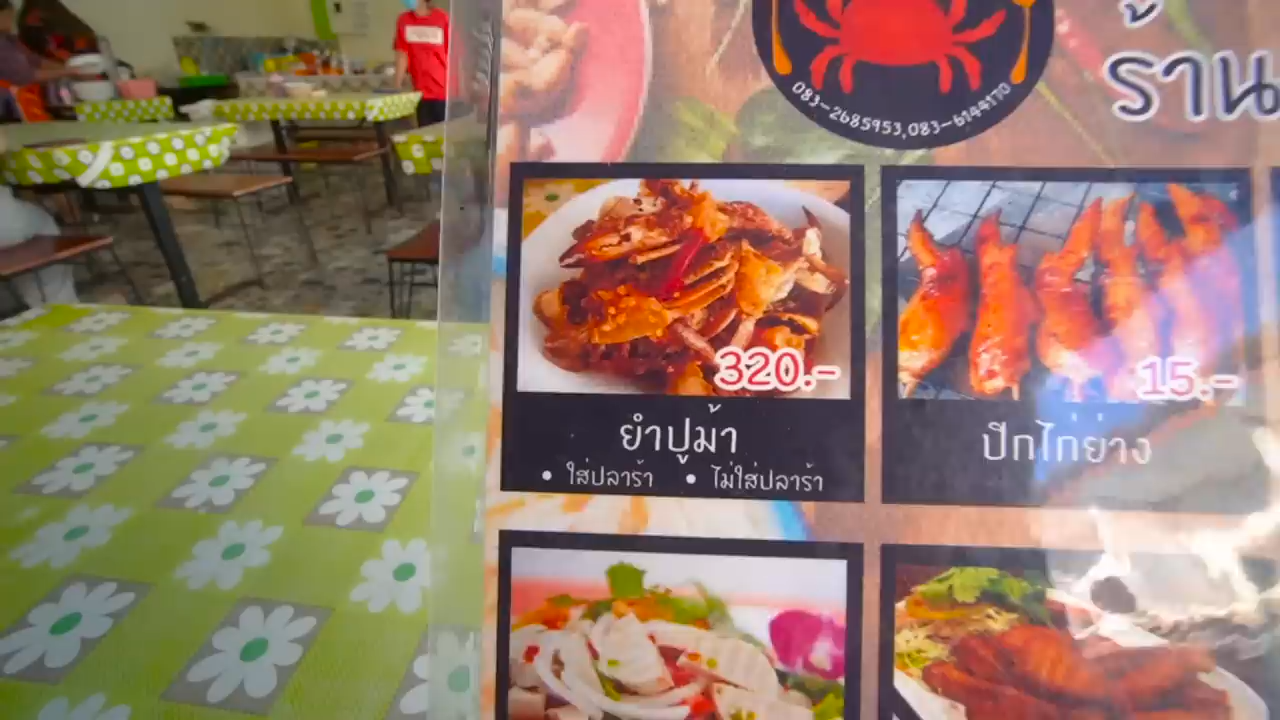 ร้าน
083-2685953,083-6144170
320.-
15.-
ยำปูม้า
• ใส่ปลาร้า • ไม่ใส่ปลาร้า
ปีกไก่ย่าง